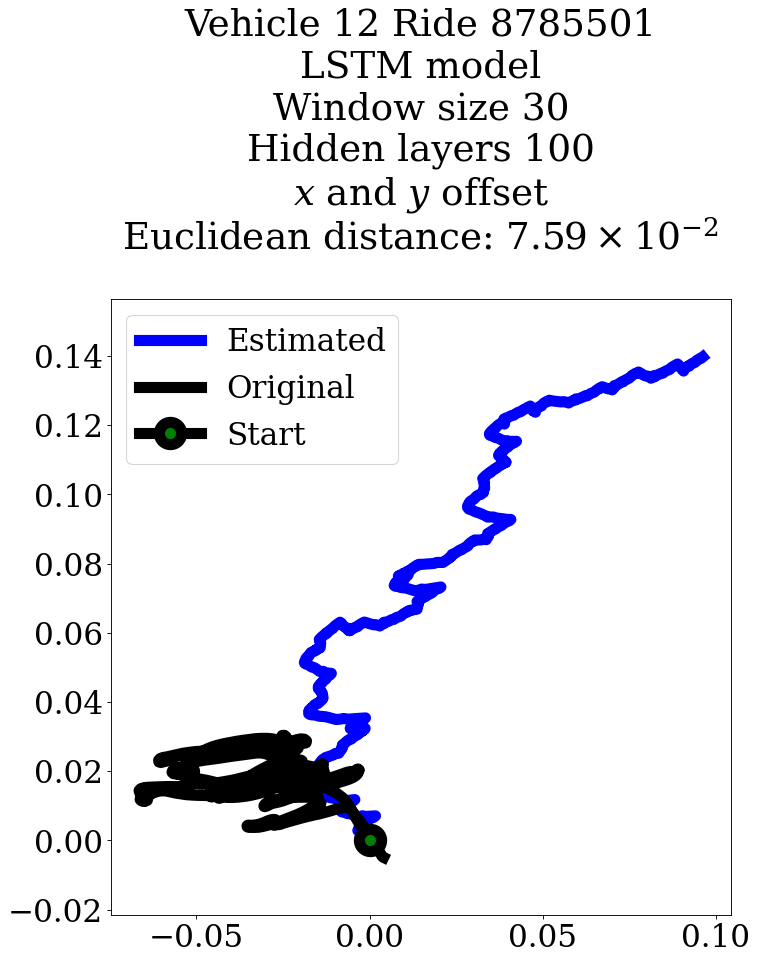 Vehicle 12 Ride 8785501
LSTM model
Window size 30
Hidden layers 100
x and y offset
Euclidean distance: 7.59 × 10⁻²
Estimated
Original
Start
0.14
0.12
0.10
0.08
0.06
0.04
0.02
0.00
−0.02
−0.05 0.00 0.05 0.10